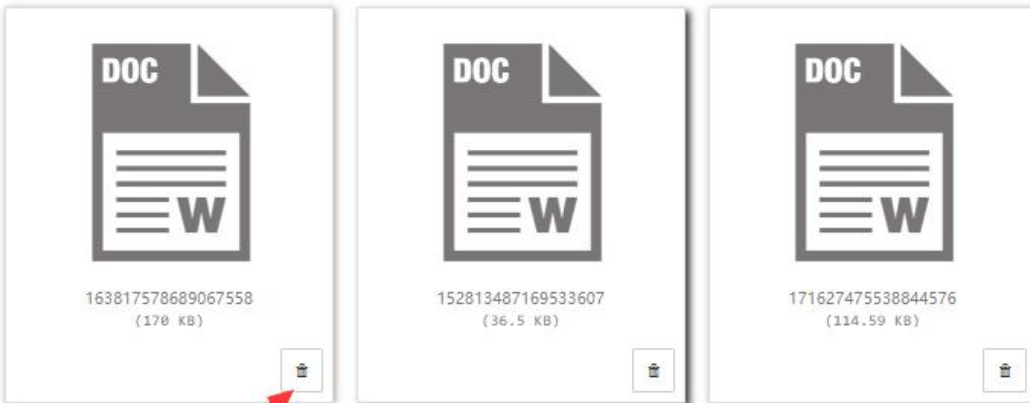 DOC
W
163817578689067558
(170 KB)
DOC
W
152813487169533607
(36.5 KB)
DOC
W
171627475538844576
(114.59 KB)